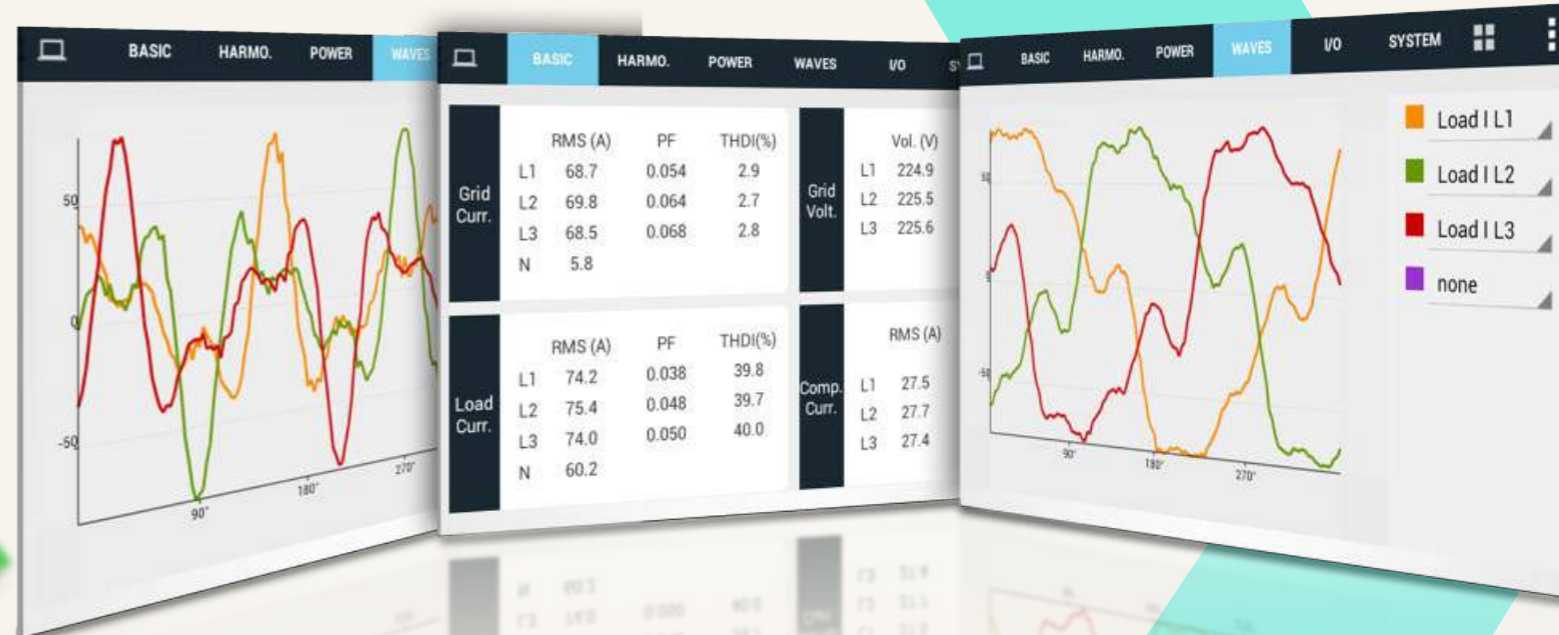 BASIC HARMO. POWER WAVES
50
0
-50
90°
180°
270°
BASIC HARMO. POWER WAVES I/O
Grid Curr.
RMS (A) PF THDI(%)
L1 68.7 0.054 2.9
L2 69.8 0.064 2.7
L3 68.5 0.068 2.8
N 5.8
Grid Volt.
Vol. (V)
L1 224.9
L2 225.5
L3 225.6
Load Curr.
RMS (A) PF THDI(%)
L1 74.2 0.038 39.8
L2 75.4 0.048 39.7
L3 74.0 0.050 40.0
N 60.2
Comp. Curr.
RMS (A)
L1 27.5
L2 27.7
L3 27.4
BASIC HARMO. POWER WAVES I/O SYSTEM
50
0
-50
90°
180°
270°
Load I L1
Load I L2
Load I L3
none